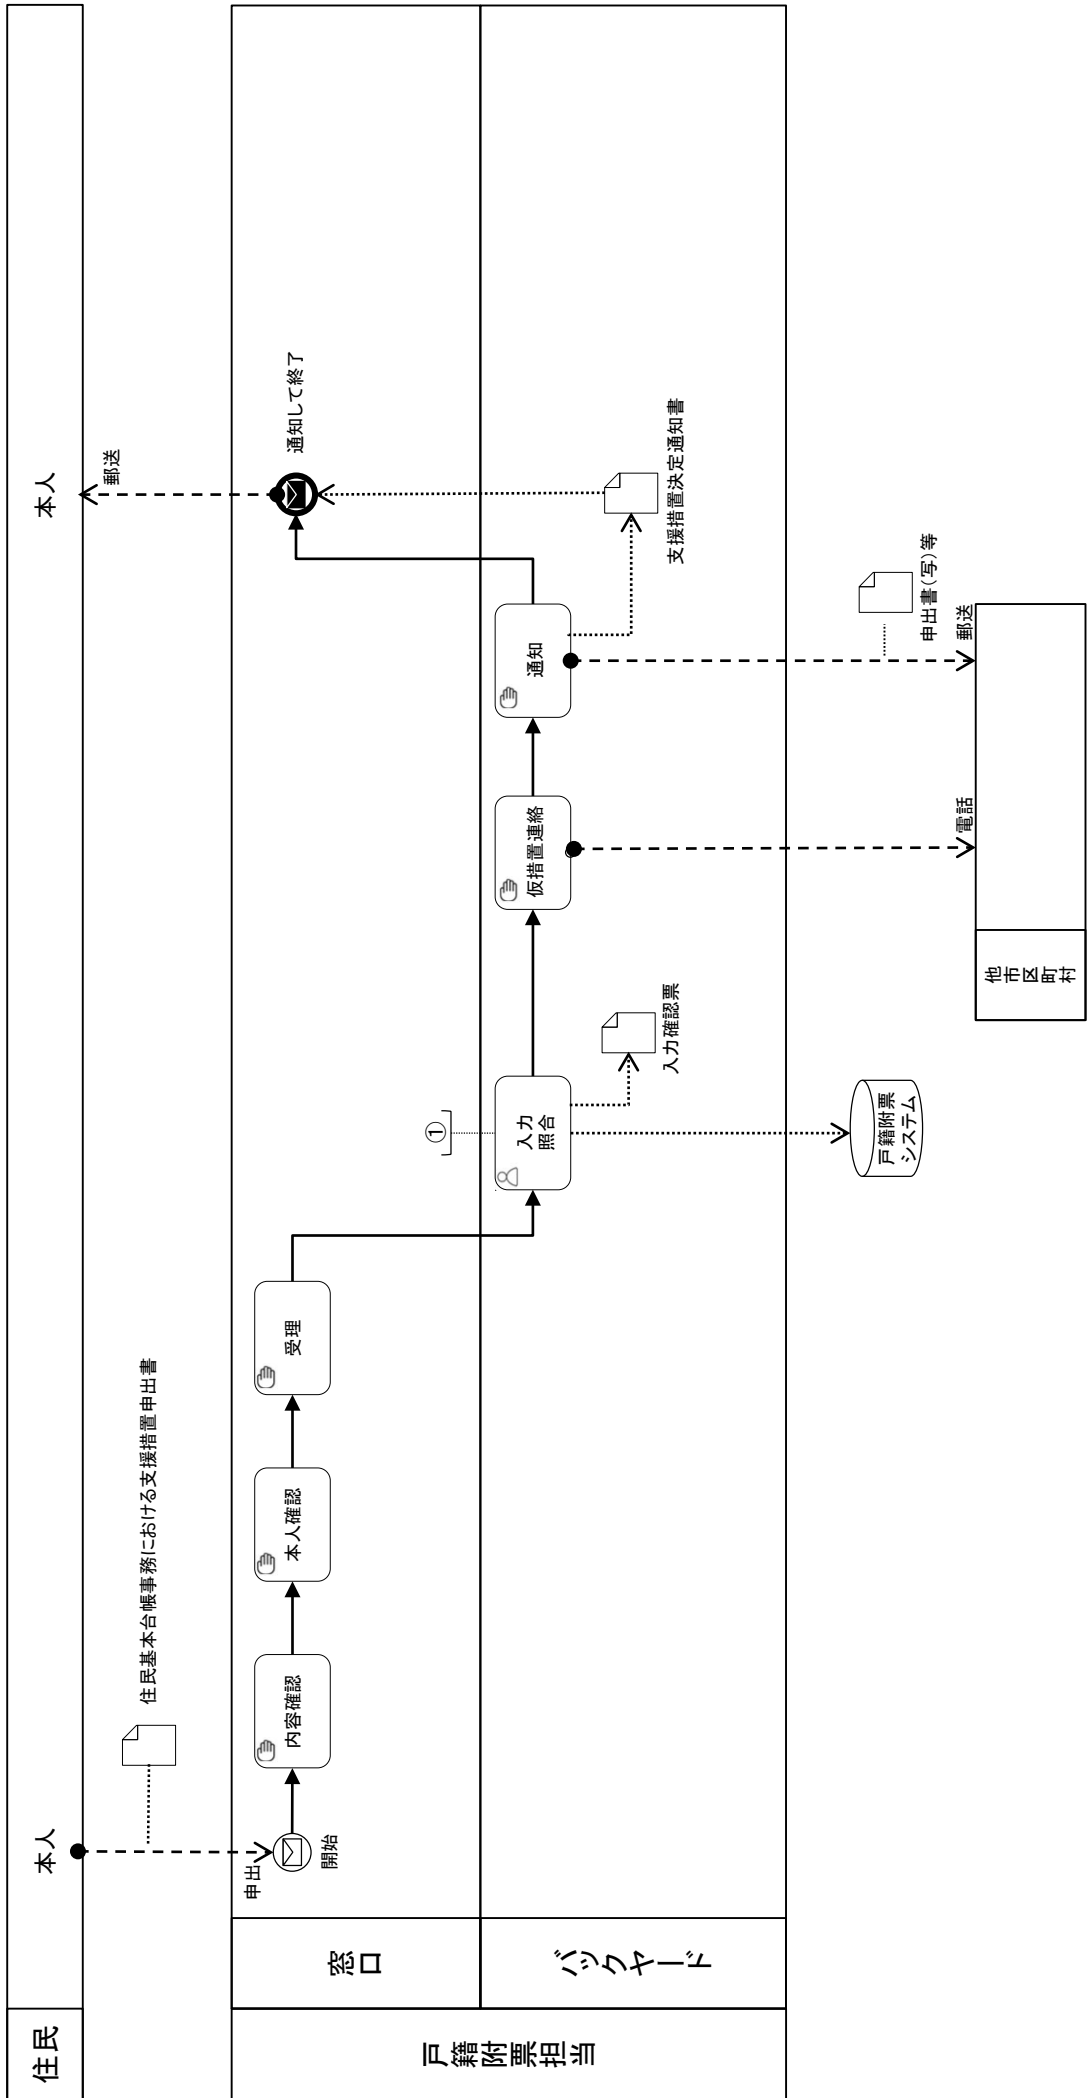 住民
本人
本人
郵送
住民基本台帳事務における支援措置申出書
戸籍附票担当
窓口
申出
開始
内容確認
本人確認
受理
通知して終了
バックヤード
①
入力
照合
入力確認票
仮措置連絡
通知
支援措置決定通知書
戸籍附票
システム
電話
郵送
申出書(写)等
他市区町村